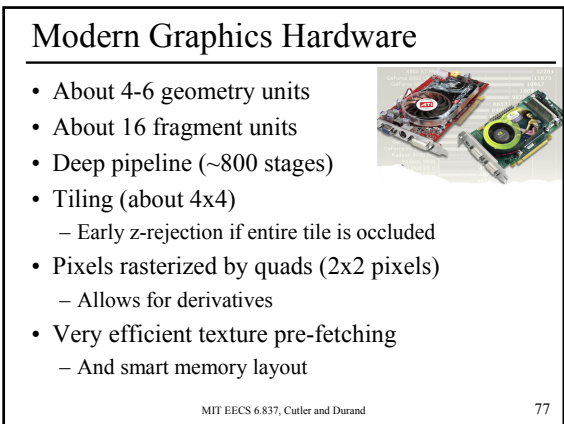 Modern Graphics Hardware
• About 4-6 geometry units
• About 16 fragment units
• Deep pipeline (~800 stages)
• Tiling (about 4x4)
– Early z-rejection if entire tile is occluded
• Pixels rasterized by quads (2x2 pixels)
– Allows for derivatives
• Very efficient texture pre-fetching
– And smart memory layout
ATI
MIT EECS 6.837, Cutler and Durand
77